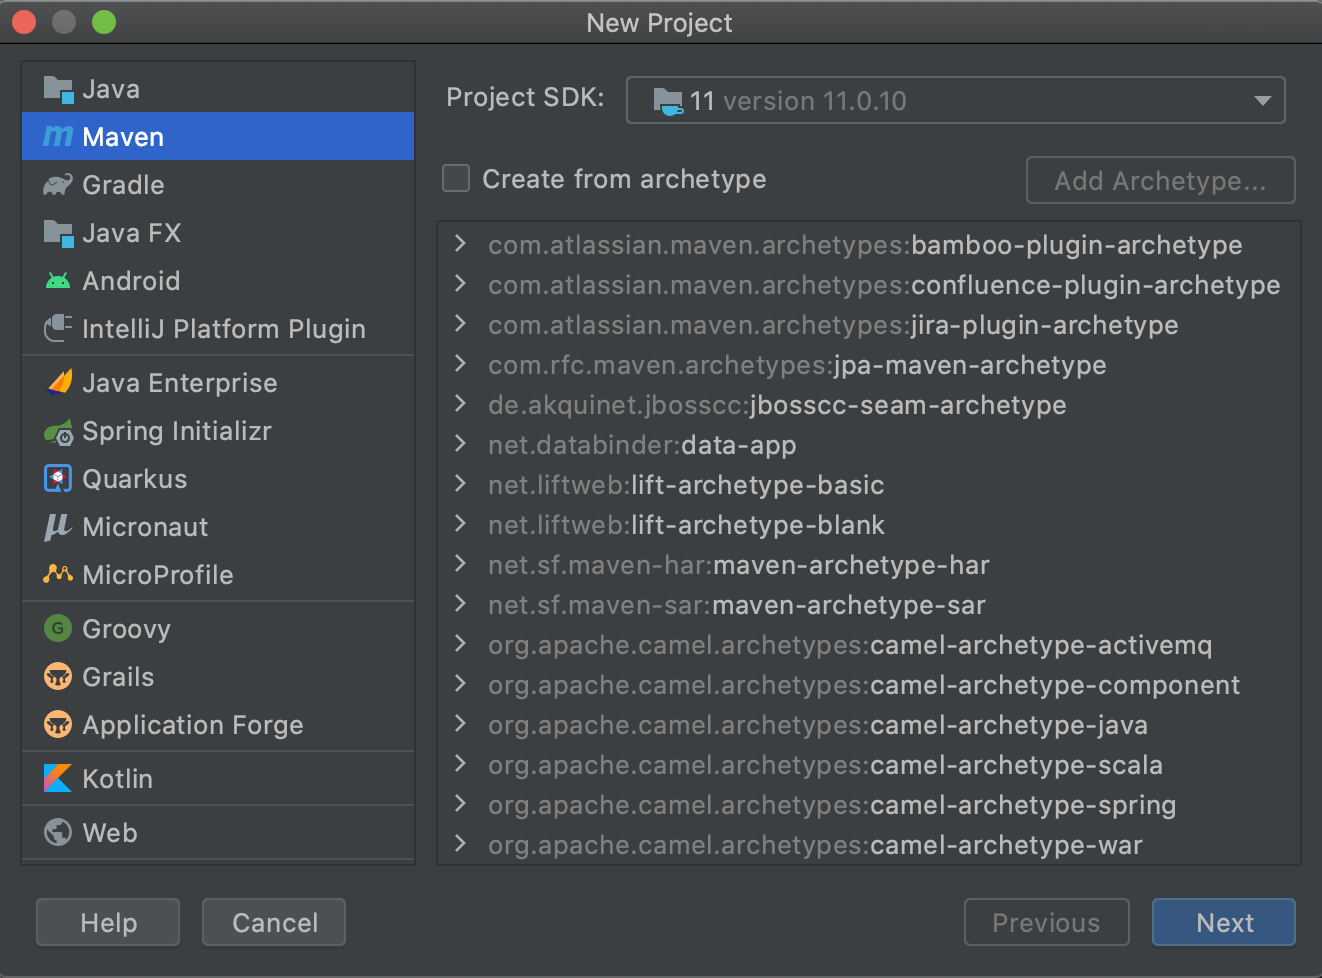 New Project
Java
Maven
Gradle
Java FX
Android
IntelliJ Platform Plugin
Java Enterprise
Spring Initializr
Quarkus
Micronaut
MicroProfile
Groovy
Grails
Application Forge
Kotlin
Web
Project SDK: 11 version 11.0.10
Create from archetype
Add Archetype...
com.atlassian.maven.archetypes:bamboo-plugin-archetype
com.atlassian.maven.archetypes:confluence-plugin-archetype
com.atlassian.maven.archetypes:jira-plugin-archetype
com.rfc.maven.archetypes:jpa-maven-archetype
de.akquinet.jbosscc:jbosscc-seam-archetype
net.databinder:data-app
net.liftweb:lift-archetype-basic
net.liftweb:lift-archetype-blank
net.sf.maven-har:maven-archetype-har
net.sf.maven-sar:maven-archetype-sar
org.apache.camel.archetypes:camel-archetype-activemq
org.apache.camel.archetypes:camel-archetype-component
org.apache.camel.archetypes:camel-archetype-java
org.apache.camel.archetypes:camel-archetype-scala
org.apache.camel.archetypes:camel-archetype-spring
org.apache.camel.archetypes:camel-archetype-war
Help
Cancel
Previous
Next